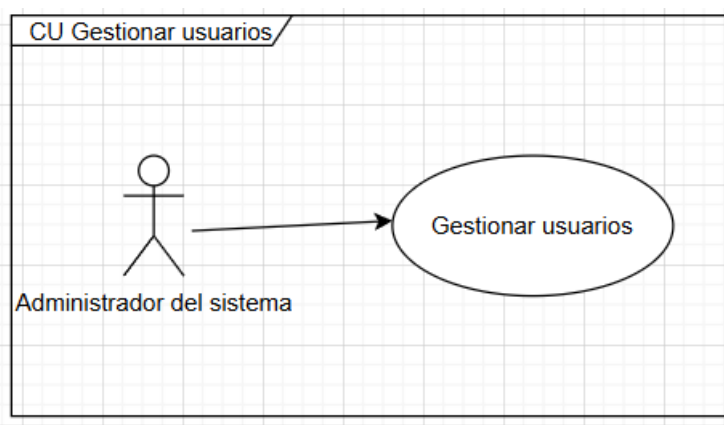 CU Gestionar usuarios
Gestionar usuarios
Administrador del sistema